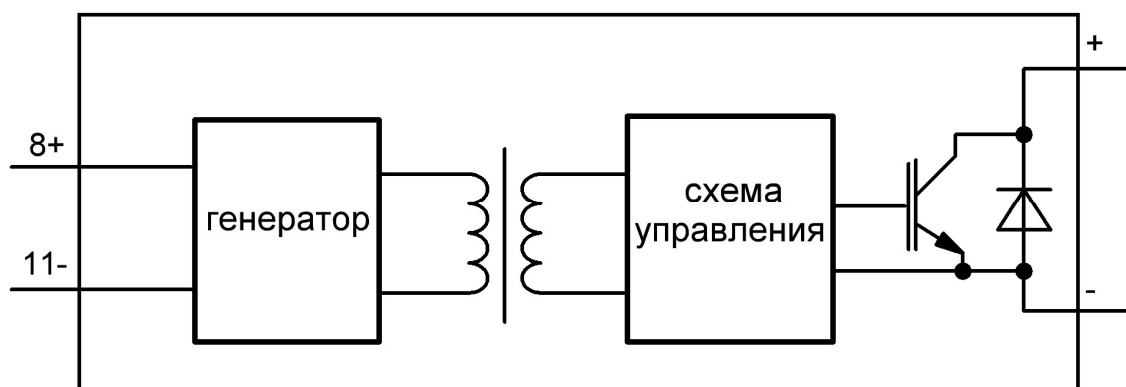 8+
11-
генератор
схема
управления
+
-